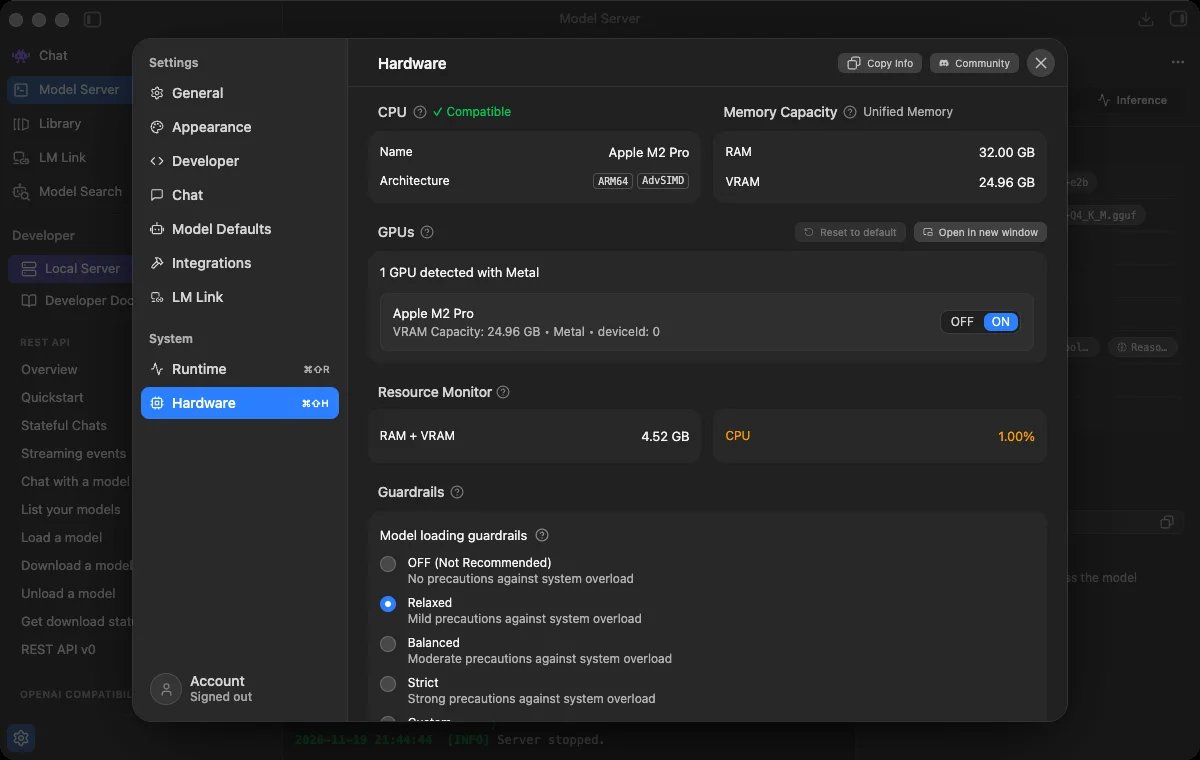 Model Server
Chat
Model Server
Library
LM Link
Model Search
Developer
Local Server
Developer Doc
REST API
Overview
Quickstart
Stateful Chats
Streaming events
Chat with a model
List your models
Load a model
Download a model
Unload a model
Get download stat
REST API v0
OPENAI COMPATIBIL
Settings
General
Appearance
Developer
Chat
Model Defaults
Integrations
LM Link
System
Runtime ⌘⇧R
Hardware ⌘⇧H
Account
Signed out
Hardware
Copy Info
Community
CPU ✓ Compatible
Name Apple M2 Pro
Architecture ARM64 AdvSIMD
Memory Capacity Unified Memory
RAM 32.00 GB
VRAM 24.96 GB
GPUs
Reset to default
Open in new window
1 GPU detected with Metal
Apple M2 Pro
VRAM Capacity: 24.96 GB • Metal • deviceId: 0
OFF ON
Resource Monitor
RAM + VRAM 4.52 GB
CPU 1.00%
Guardrails
Model loading guardrails
OFF (Not Recommended)
No precautions against system overload
Relaxed
Mild precautions against system overload
Balanced
Moderate precautions against system overload
Strict
Strong precautions against system overload
Custom
Inference
-e2b
-Q4_K_M.gguf
ool…
Reaso…
ss the model
2026-11-19 21:44:44 [INFO] Server stopped.